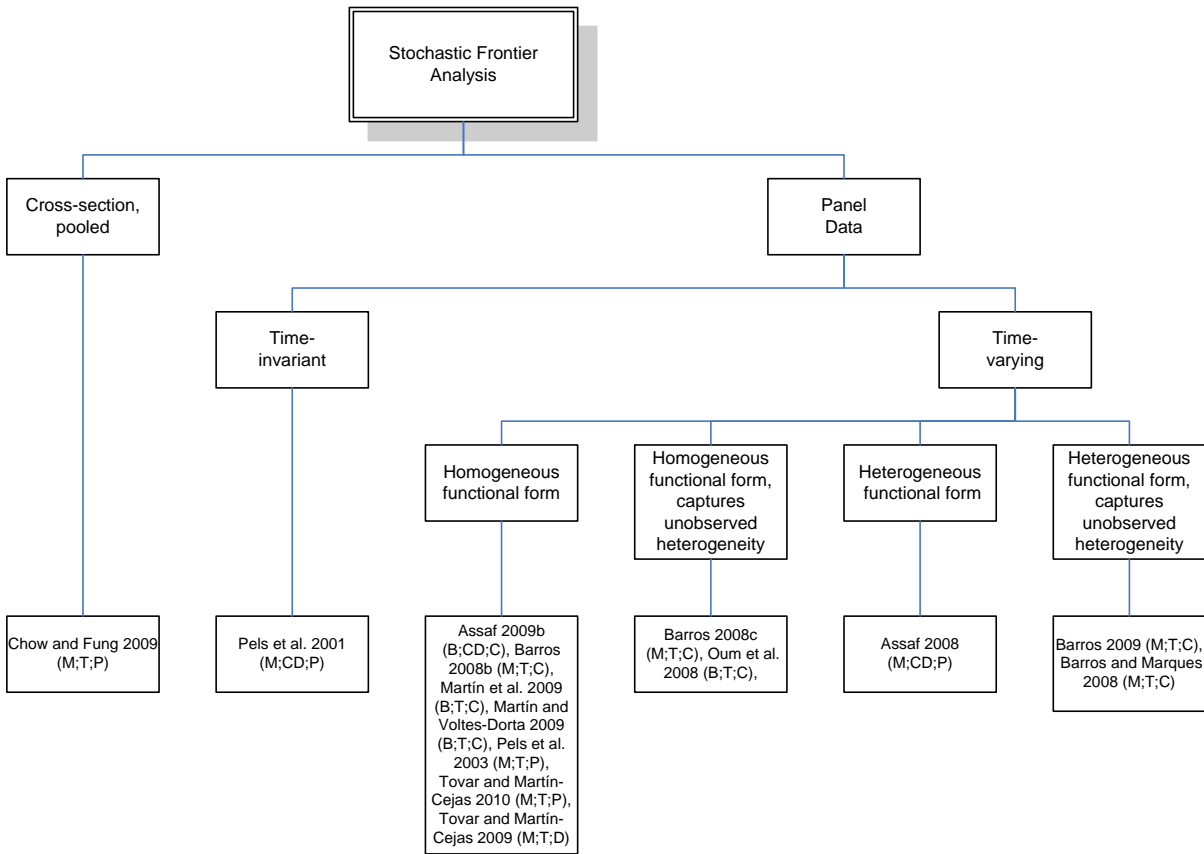 Stochastic Frontier
Analysis
Cross-section,
pooled
Panel
Data
Time-
invariant
Time-
varying
Homogeneous
functional form
Homogeneous
functional form,
captures
unobserved
heterogeneity
Heterogeneous
functional form
Heterogeneous
functional form,
captures
unobserved
heterogeneity
Chow and Fung 2009
(M;T;P)
Pels et al. 2001
(M;CD;P)
Assaf 2009b
(B;CD;C), Barros
2008b (M;T;C),
Martín et al. 2009
(B;T;C), Martín and
Voltes-Dorta 2009
(B;T;C), Pels et al.
2003 (M;T;P),
Tovar and Martín-
Cejas 2010 (M;T;P),
Tovar and Martín-
Cejas 2009 (M;T;D)
Barros 2008c
(M;T;C), Oum et al.
2008 (B;T;C),
Assaf 2008
(M;CD;P)
Barros 2009 (M;T;C),
Barros and Marques
2008 (M;T;C)